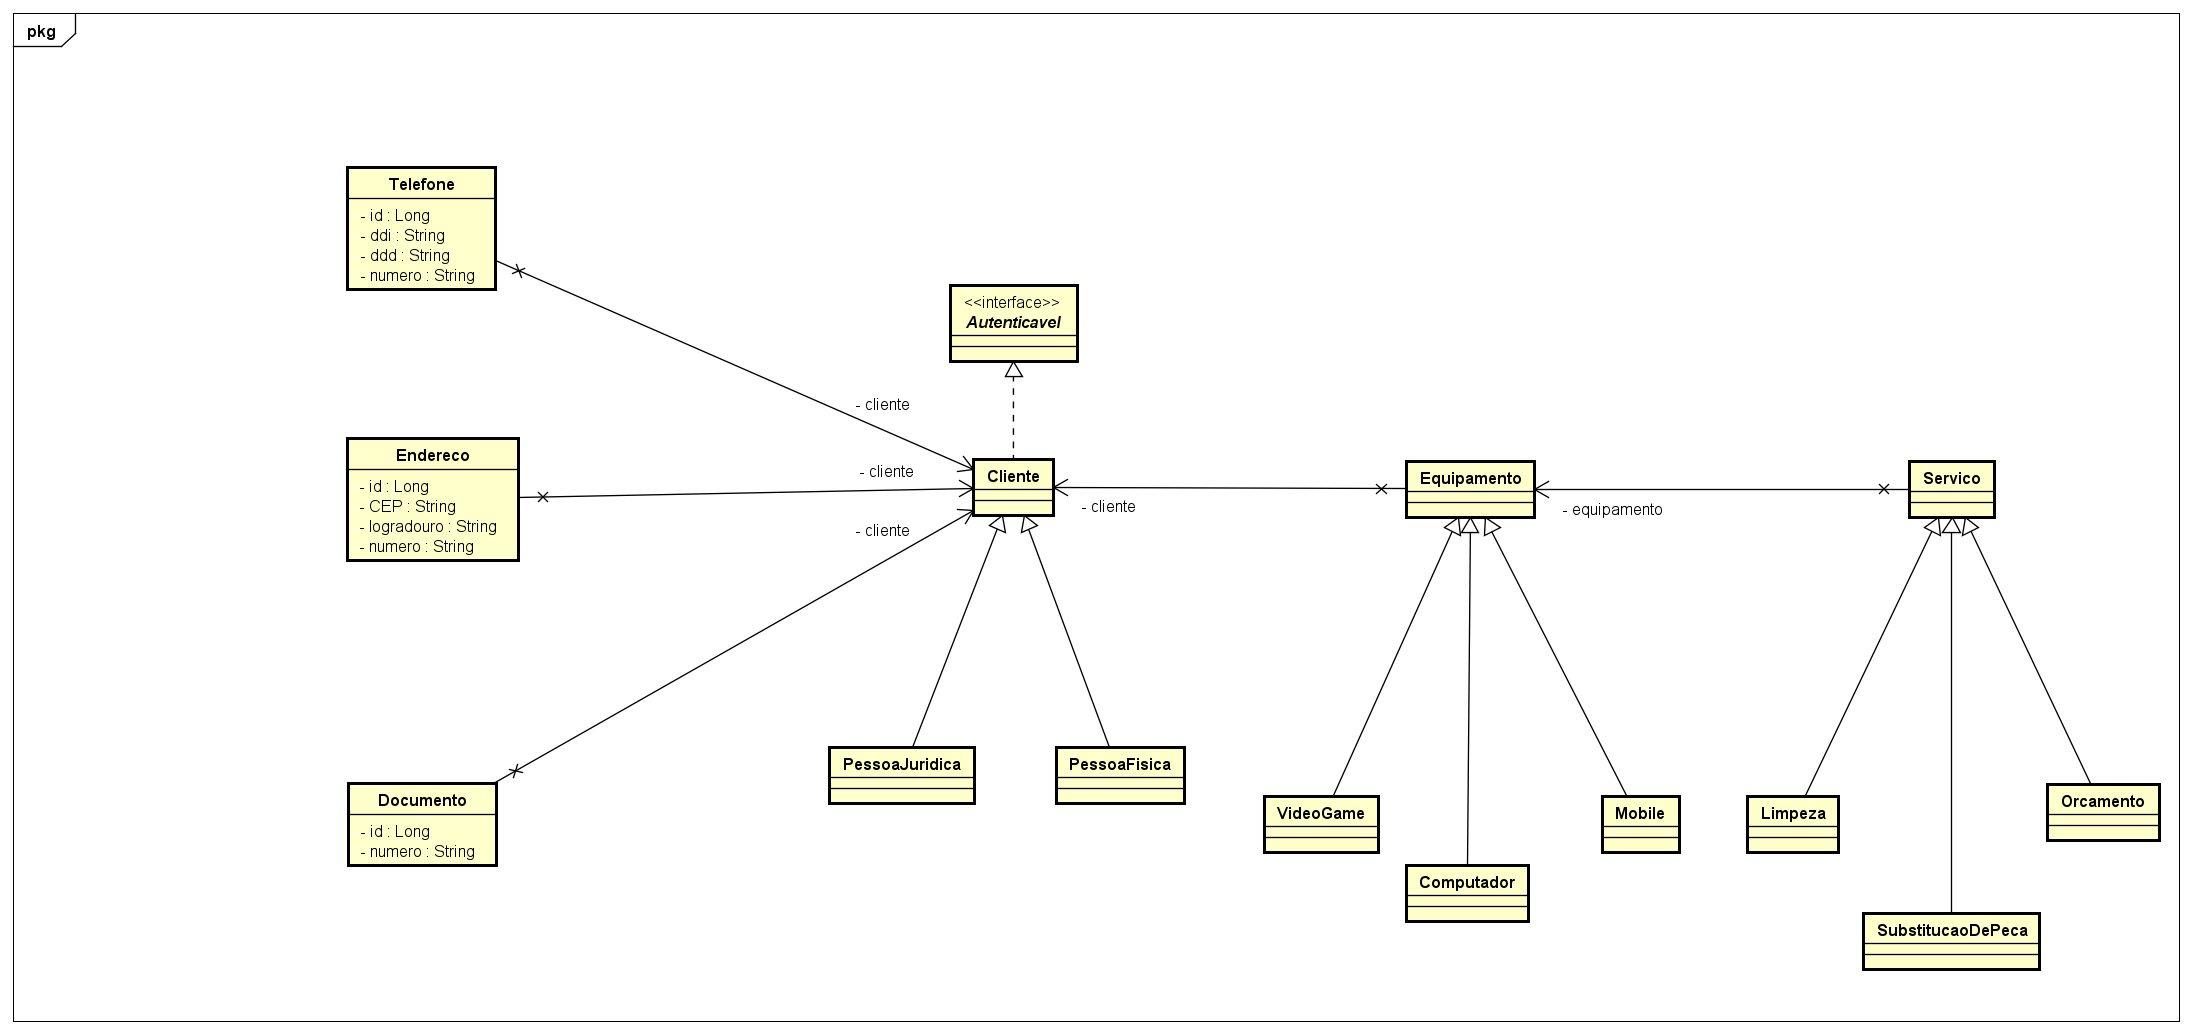 pkg
Telefone
- id : Long
- ddi : String
- ddd : String
- numero : String
<<interface>>
Autenticavel
- cliente
Endereco
- id : Long
- CEP : String
- logradouro : String
- numero : String
- cliente
Cliente
- cliente
Equipamento
- equipamento
Servico
- cliente
Documento
- id : Long
- numero : String
PessoaJuridica
PessoaFisica
VideoGame
Computador
Mobile
Limpeza
SubstitucaoDePeca
Orcamento